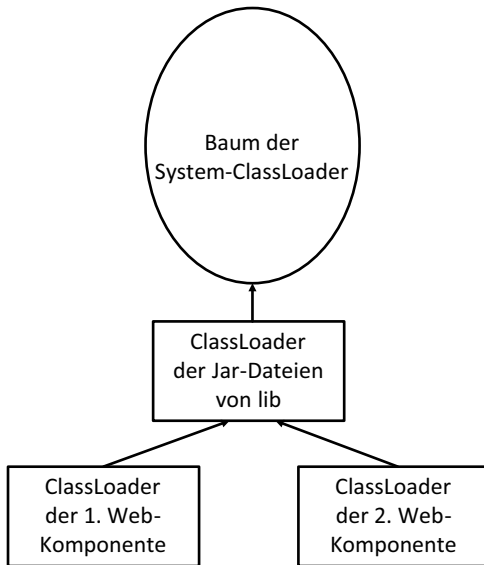 Baum der
System-ClassLoader
ClassLoader
der Jar-Dateien
von lib
ClassLoader
der 1. Web-
Komponente
ClassLoader
der 2. Web-
Komponente